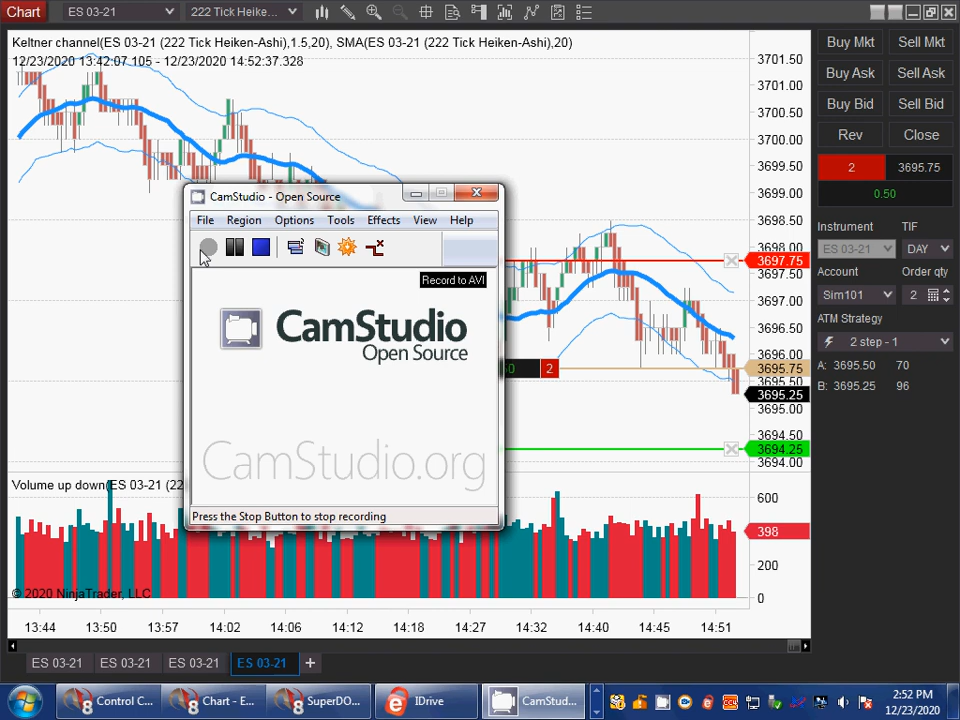 Chart ES 03-21 222 Tick Heike...
Keltner channel(ES 03-21 (222 Tick Heiken-Ashi),1.5,20), SMA(ES 03-21 (222 Tick Heiken-Ashi),20)
12/23/2020 13:42:07.105 - 12/23/2020 14:52:37.328
3701.50
3701.00
3700.50
3700.00
3699.50
3699.00
3698.50
3698.00
3697.75
3697.50
3697.00
3696.50
3696.00
3695.75
3695.50
3695.25
3695.00
3694.50
3694.25
3694.00
Buy Mkt Sell Mkt
Buy Ask Sell Ask
Buy Bid Sell Bid
Rev Close
2 3695.75
0.50
Instrument TIF
ES 03-21 DAY
Account Order qty
Sim101 2
ATM Strategy
2 step - 1
A: 3695.50 70
B: 3695.25 96
CamStudio - Open Source
File Region Options Tools Effects View Help
Record to AVI
CamStudio
Open Source
CamStudio.org
Press the Stop Button to stop recording
2
Volume up down(ES 03-21 (22
600
398
200
0
© 2020 NinjaTrader, LLC
13:44 13:50 13:57 14:02 14:06 14:12 14:18 14:27 14:32 14:40 14:45 14:51
ES 03-21 ES 03-21 ES 03-21 ES 03-21 +
Control C... Chart - E... SuperDO... IDrive CamStud...
2:52 PM
12/23/2020